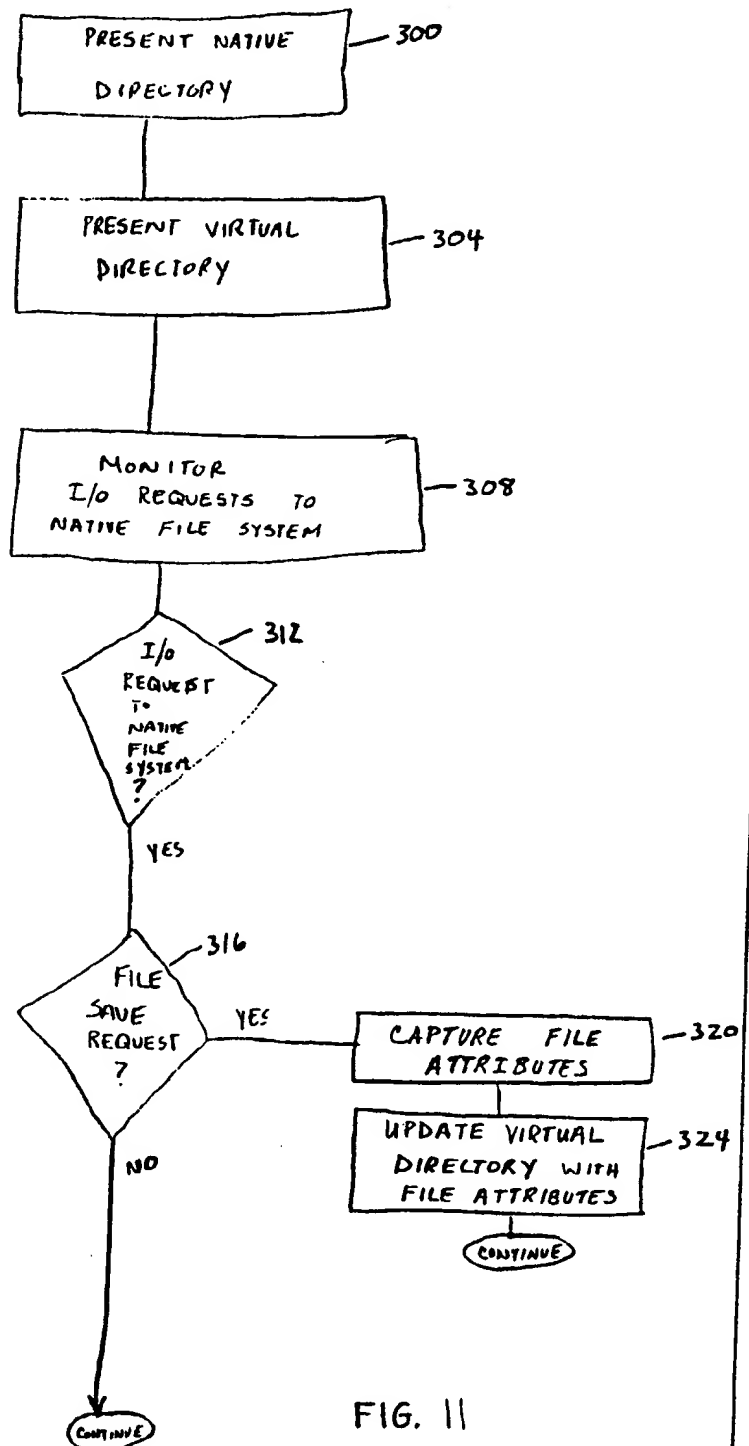 PRESENT NATIVE
DIRECTORY
300
PRESENT VIRTUAL
DIRECTORY
304
MONITOR
I/O REQUESTS TO
NATIVE FILE SYSTEM
308
312
I/O
REQUEST
TO
NATIVE
FILE
SYSTEM
?
YES
316
FILE
SAVE
REQUEST
?
YES
CAPTURE FILE
ATTRIBUTES
320
UPDATE VIRTUAL
DIRECTORY WITH
FILE ATTRIBUTES
324
CONTINUE
NO
CONTINUE
FIG. 11